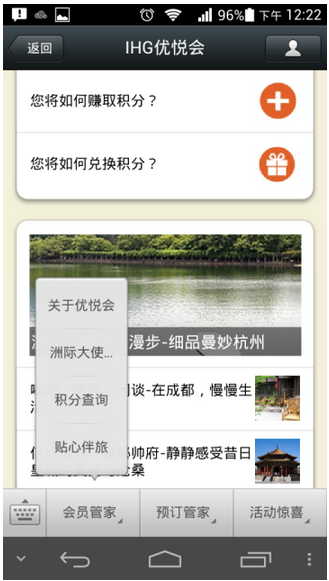 96% 下午 12:22
返回
IHG优悦会
您将如何赚取积分？
您将如何兑换积分？
漫步-细品曼妙杭州
关于优悦会
洲际大使...
积分查询
贴心伴旅
谈-在成都，慢慢生
帅府-静静感受昔日
会员管家
预订管家
活动惊喜